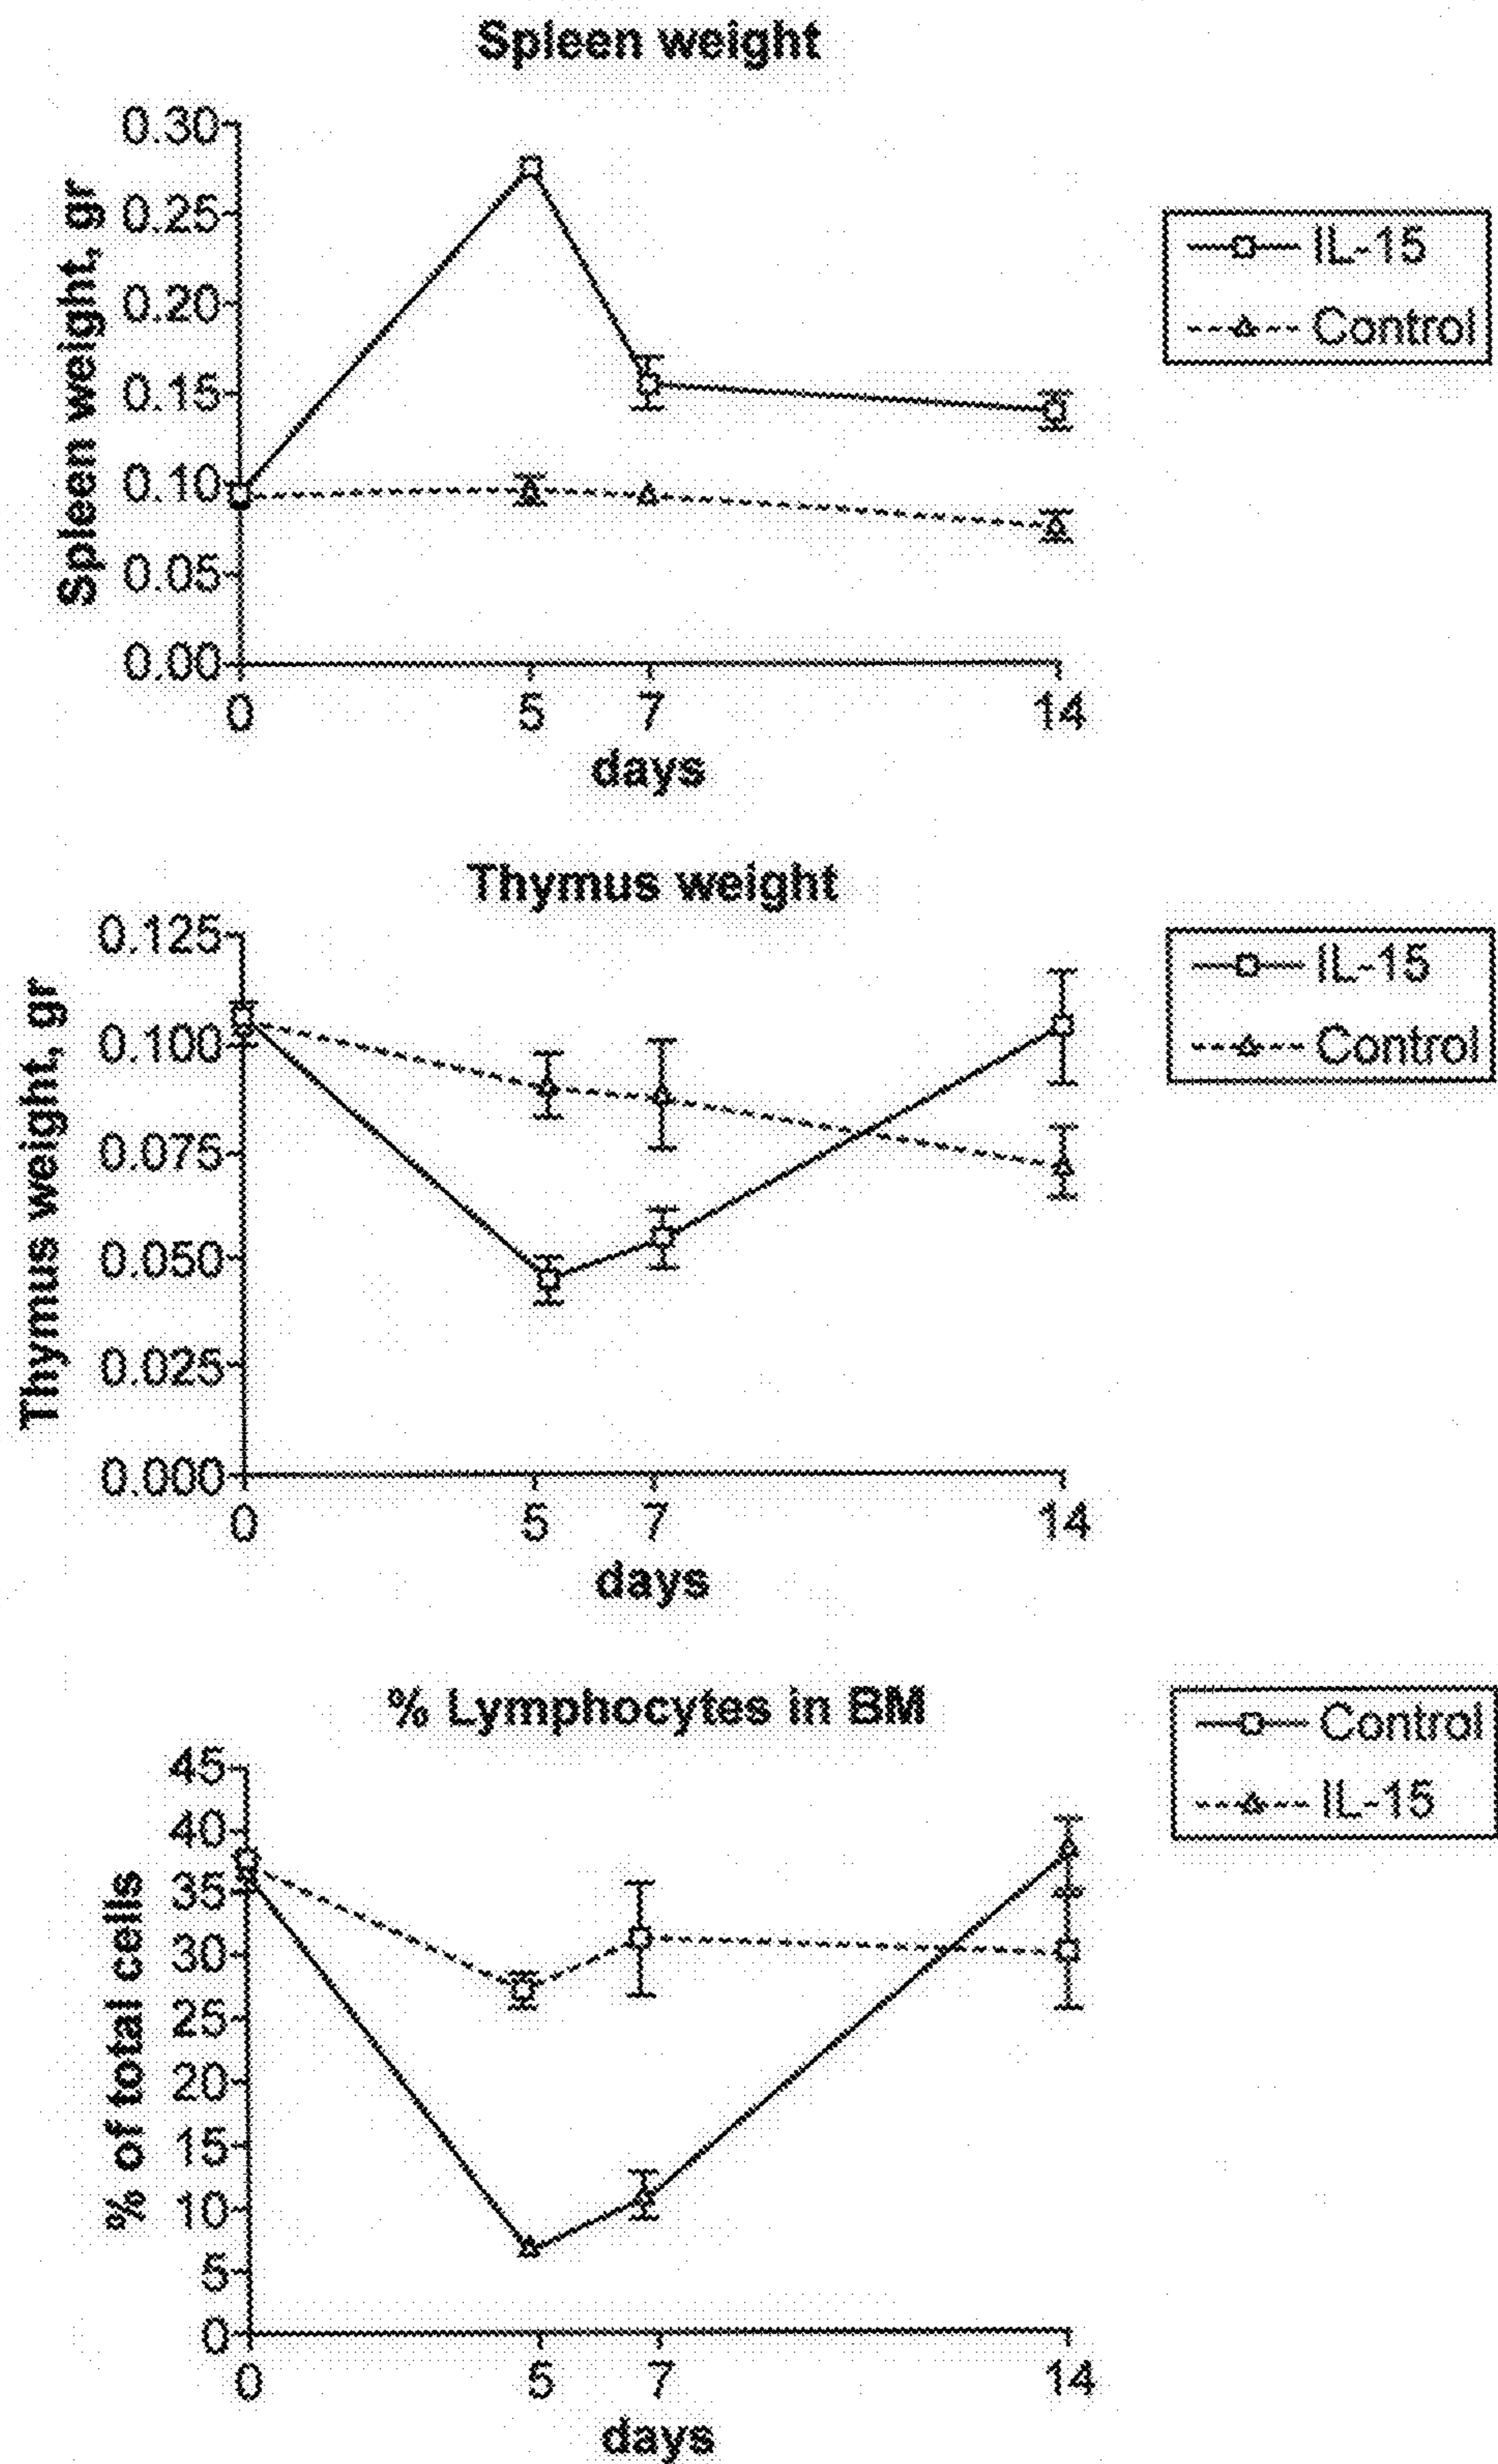 Spleen weight
Spleen weight, gr
0.30
0.25
0.20
0.15
0.10
0.05
0.00
0 5 7 14
days
IL-15
Control
Thymus weight
Thymus weight, gr
0.125
0.100
0.075
0.050
0.025
0.000
0 5 7 14
days
IL-15
Control
% Lymphocytes in BM
% of total cells
45
40
35
30
25
20
15
10
5
0
0 5 7 14
days
Control
IL-15